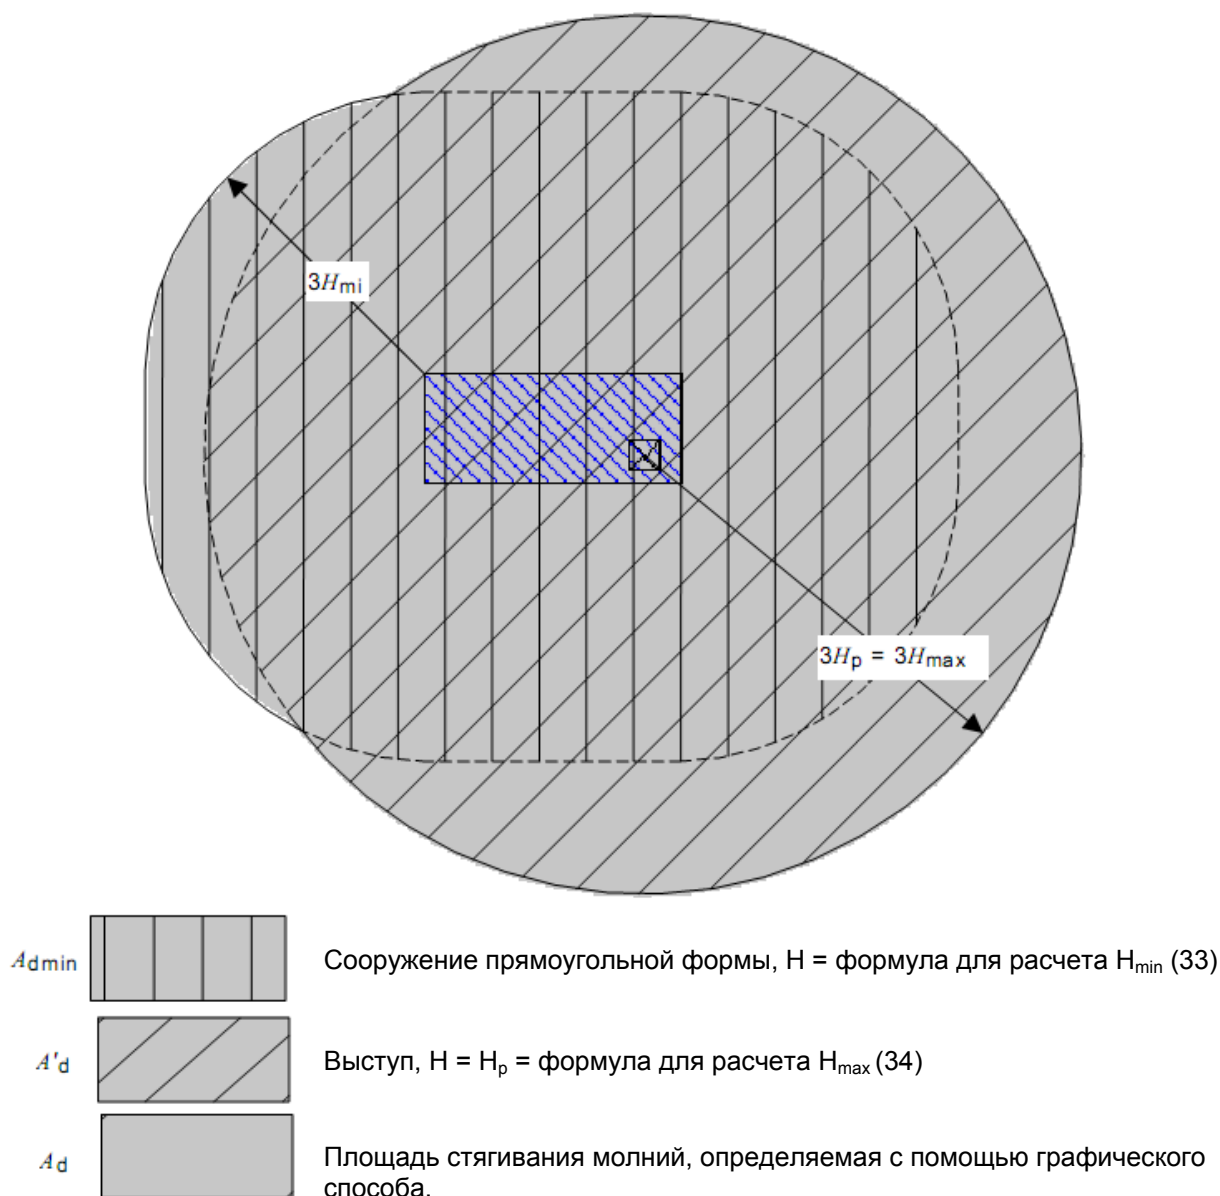 3Hmi
3Hp = 3Hmax
Admin
Сооружение прямоугольной формы, H = формула для расчета Hmin (33)
A'd
Выступ, H = Hp = формула для расчета Hmax (34)
Ad
Площадь стягивания молний, определяемая с помощью графического
способа.